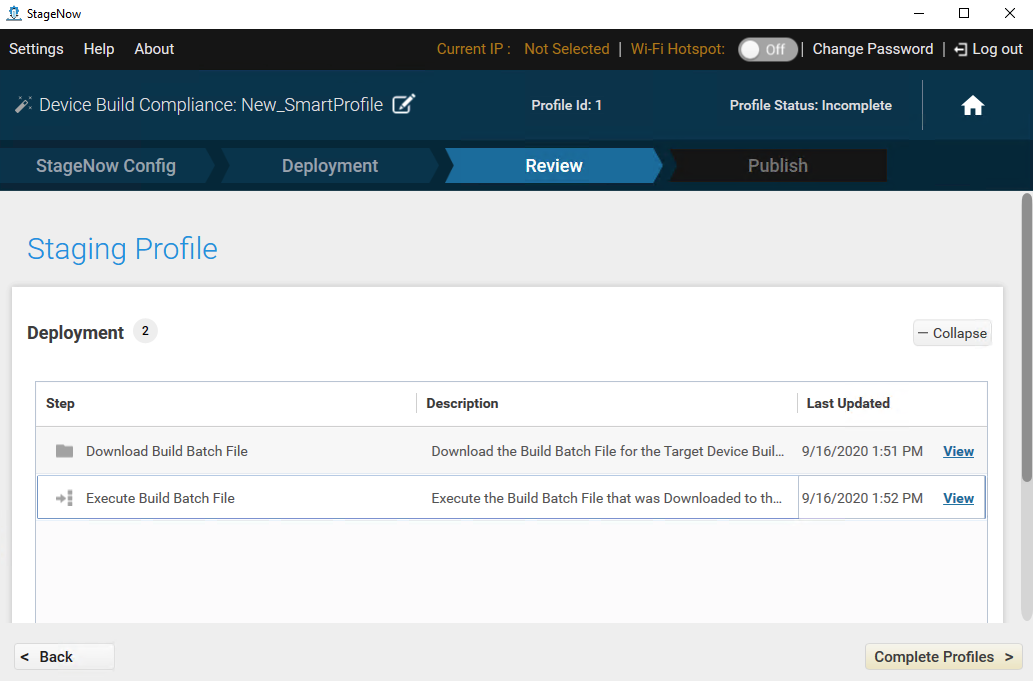 StageNow
Settings Help About Current IP : Not Selected | Wi-Fi Hotspot: Off | Change Password | Log out
Device Build Compliance: New_SmartProfile Profile Id: 1 Profile Status: Incomplete
StageNow Config Deployment Review Publish
Staging Profile
Deployment 2 Collapse
Step Description Last Updated
Download Build Batch File Download the Build Batch File for the Target Device Buil... 9/16/2020 1:51 PM View
Execute Build Batch File Execute the Build Batch File that was Downloaded to th... 9/16/2020 1:52 PM View
< Back Complete Profiles >